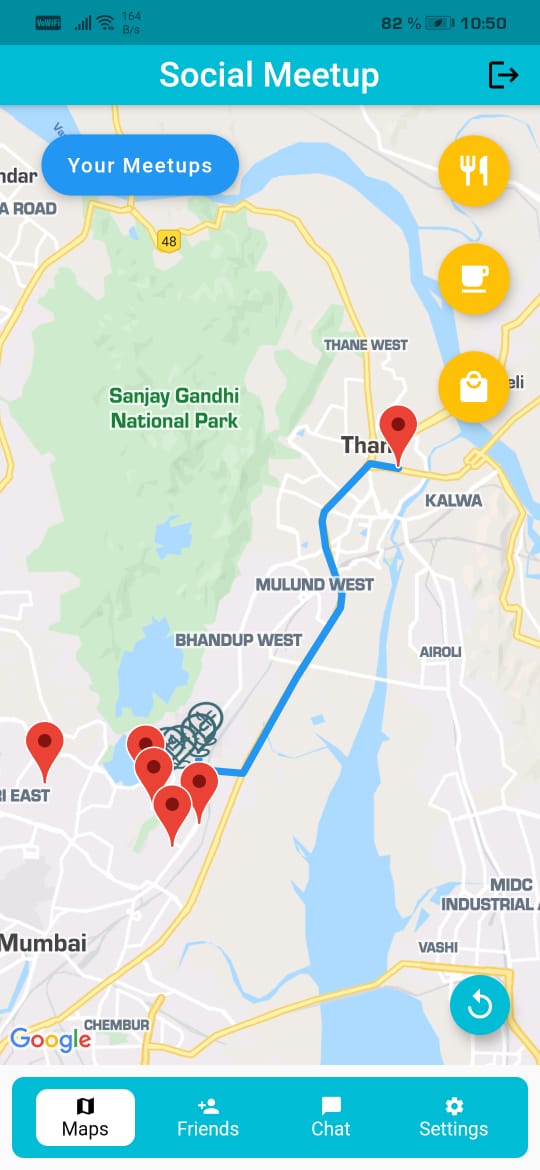 VoWiFi
164
B/s
82 %
10:50
Social Meetup
Your Meetups
ndar
A ROAD
48
THANE WEST
Sanjay Gandhi
National Park
eli
Than
KALWA
MULUND WEST
BHANDUP WEST
AIROLI
RI EAST
MIDC
INDUSTRIAL A
Mumbai
VASHI
CHEMBUR
Google
Maps
Friends
Chat
Settings